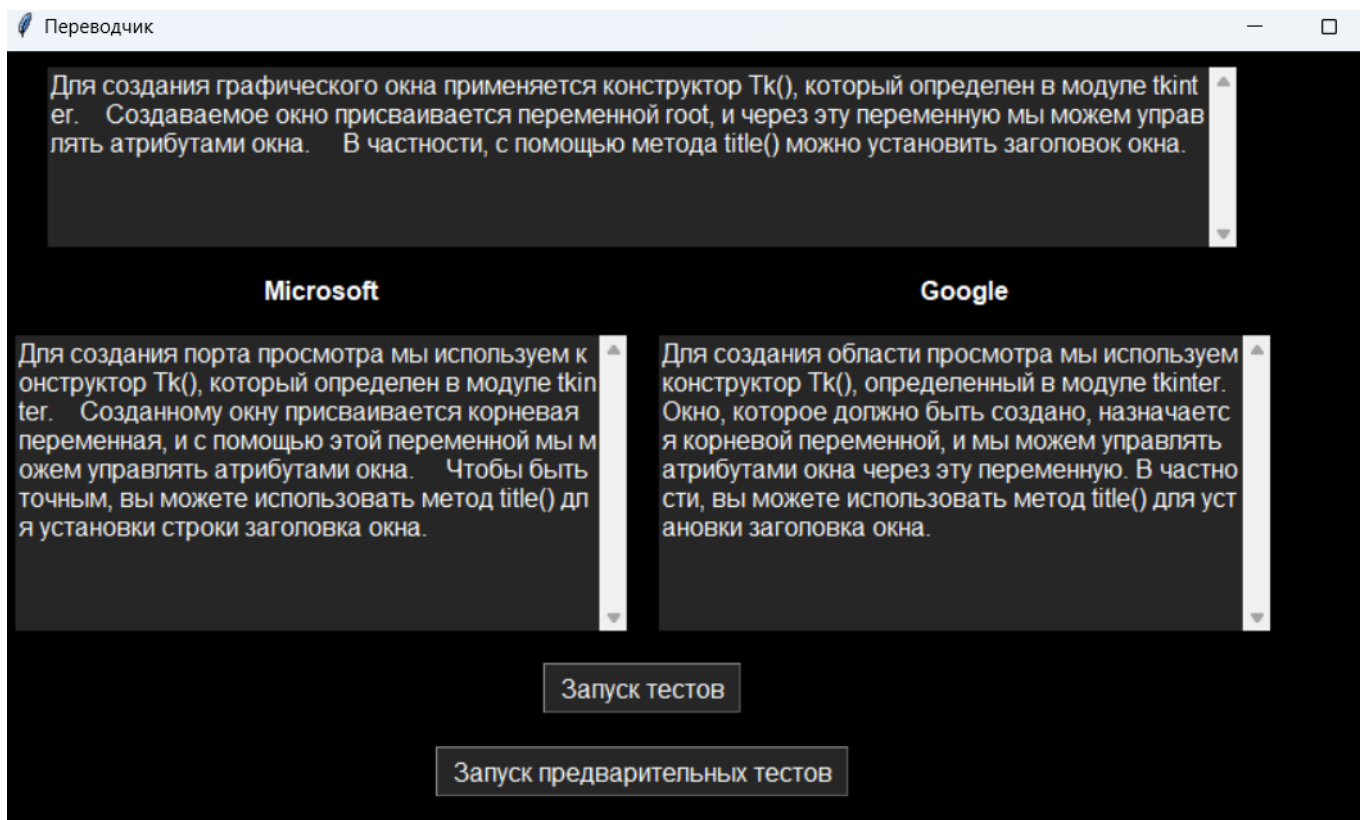 Переводчик
Для создания графического окна применяется конструктор Tk(), который определен в модуле tkint
er.    Создаваемое окно присваивается переменной root, и через эту переменную мы можем управ
лять атрибутами окна.     В частности, с помощью метода title() можно установить заголовок окна.
Microsoft
Google
Для создания порта просмотра мы используем к
онструктор Tk(), который определен в модуле tkin
ter.    Созданному окну присваивается корневая
переменная, и с помощью этой переменной мы м
ожем управлять атрибутами окна.     Чтобы быть
точным, вы можете использовать метод title() дл
я установки строки заголовка окна.
Для создания области просмотра мы используем
конструктор Tk(), определенный в модуле tkinter.
Окно, которое должно быть создано, назначаетс
я корневой переменной, и мы можем управлять
атрибутами окна через эту переменную. В частно
сти, вы можете использовать метод title() для уст
ановки заголовка окна.
Запуск тестов
Запуск предварительных тестов